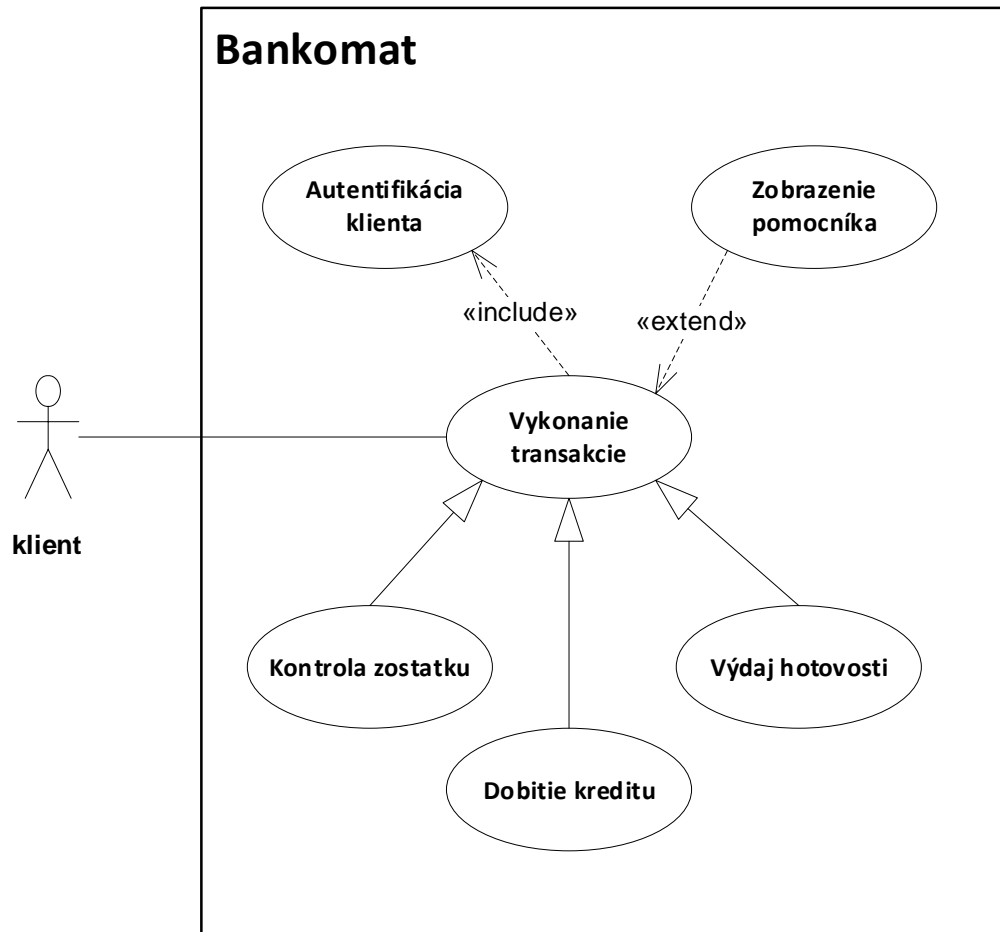 Bankomat
Autentifikácia
klienta
Zobrazenie
pomocníka
«include»
«extend»
Vykonanie
transakcie
klient
Kontrola zostatku
Výdaj hotovosti
Dobitie kreditu